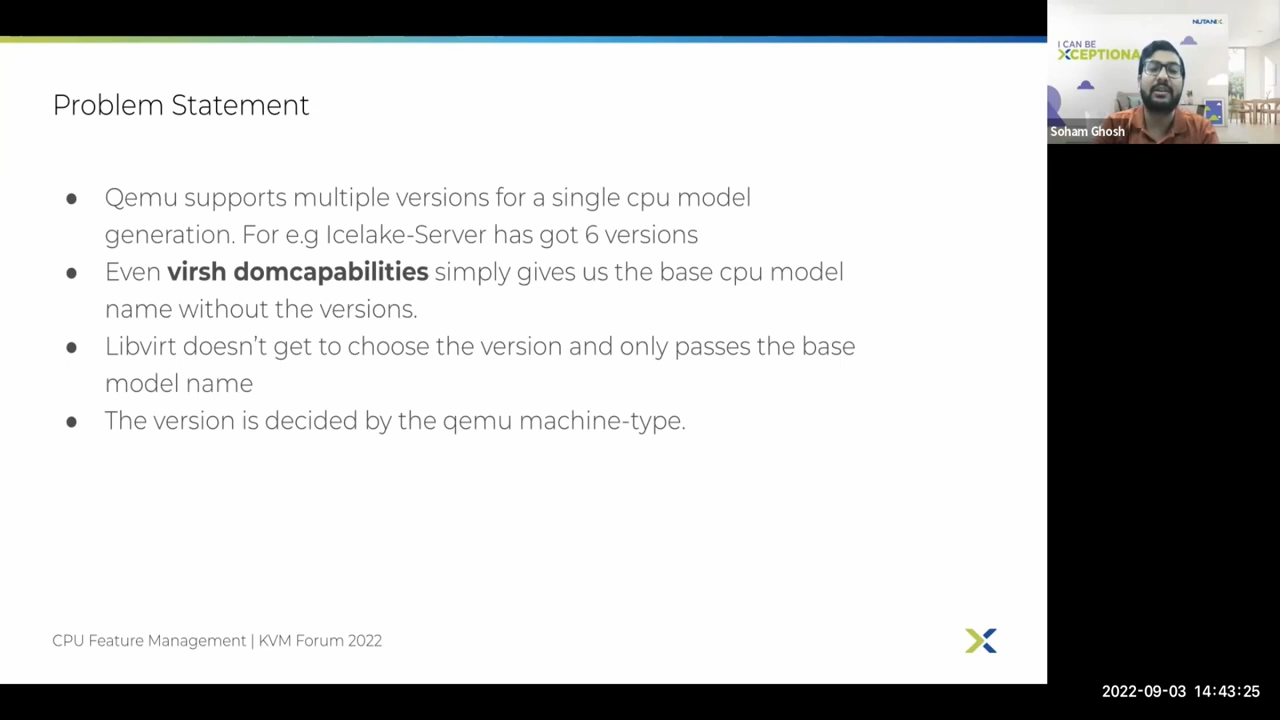 Problem Statement
● Qemu supports multiple versions for a single cpu model
generation. For e.g Icelake-Server has got 6 versions
● Even virsh domcapabilities simply gives us the base cpu model
name without the versions.
● Libvirt doesn’t get to choose the version and only passes the base
model name
● The version is decided by the qemu machine-type.
CPU Feature Management | KVM Forum 2022
NUTANIX
I CAN BE
XCEPTIONA
Soham Ghosh
2022-09-03 14:43:25